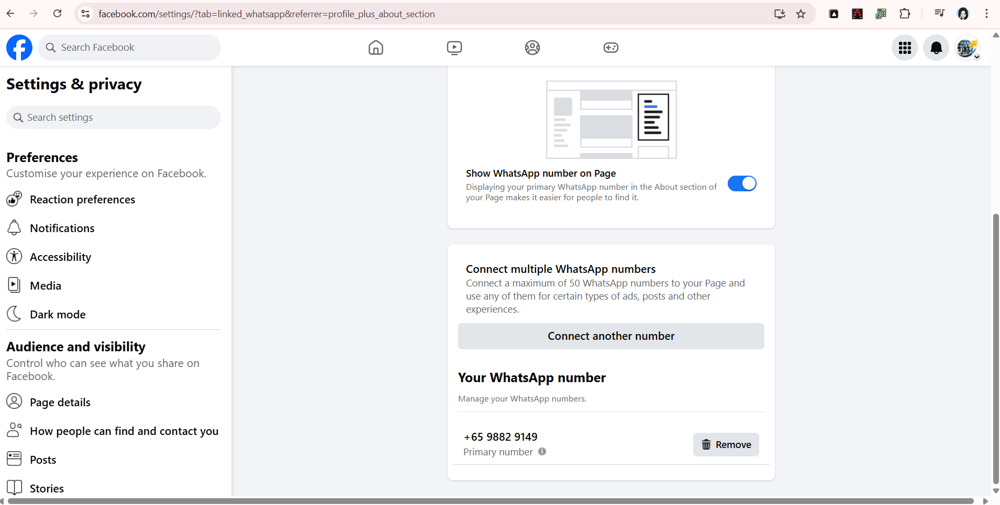 facebook.com/settings/?tab=linked_whatsapp&referrer=profile_plus_about_section
Search Facebook
Settings & privacy
Search settings
Preferences
Customise your experience on Facebook.
Reaction preferences
Notifications
Accessibility
Media
Dark mode
Audience and visibility
Control who can see what you share on
Facebook.
Page details
How people can find and contact you
Posts
Stories
Show WhatsApp number on Page
Displaying your primary WhatsApp number in the About section of
your Page makes it easier for people to find it.
Connect multiple WhatsApp numbers
Connect a maximum of 50 WhatsApp numbers to your Page and
use any of them for certain types of ads, posts and other
experiences.
Connect another number
Your WhatsApp number
Manage your WhatsApp numbers.
+65 9882 9149
Primary number
Remove